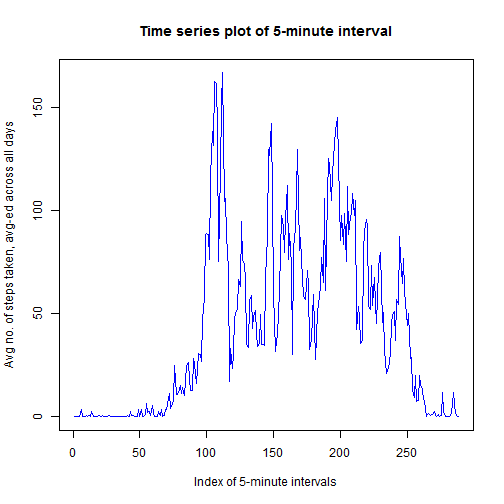 Time series plot of 5-minute interval
Avg no. of steps taken, avg-ed across all days
150
100
50
0
0 50 100 150 200 250
Index of 5-minute intervals